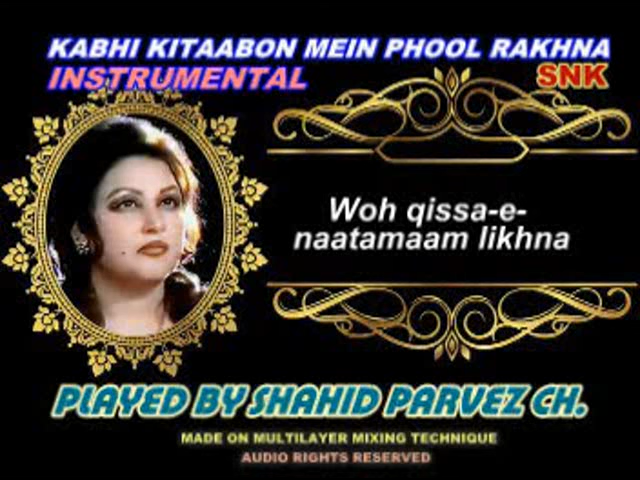 KABHI KITAABON MEIN PHOOL RAKHNA
INSTRUMENTAL
SNK
Woh qissa-e-
naatamaam likhna
PLAYED BY SHAHID PARVEZ CH.
MADE ON MULTILAYER MIXING TECHNIQUE
AUDIO RIGHTS RESERVED